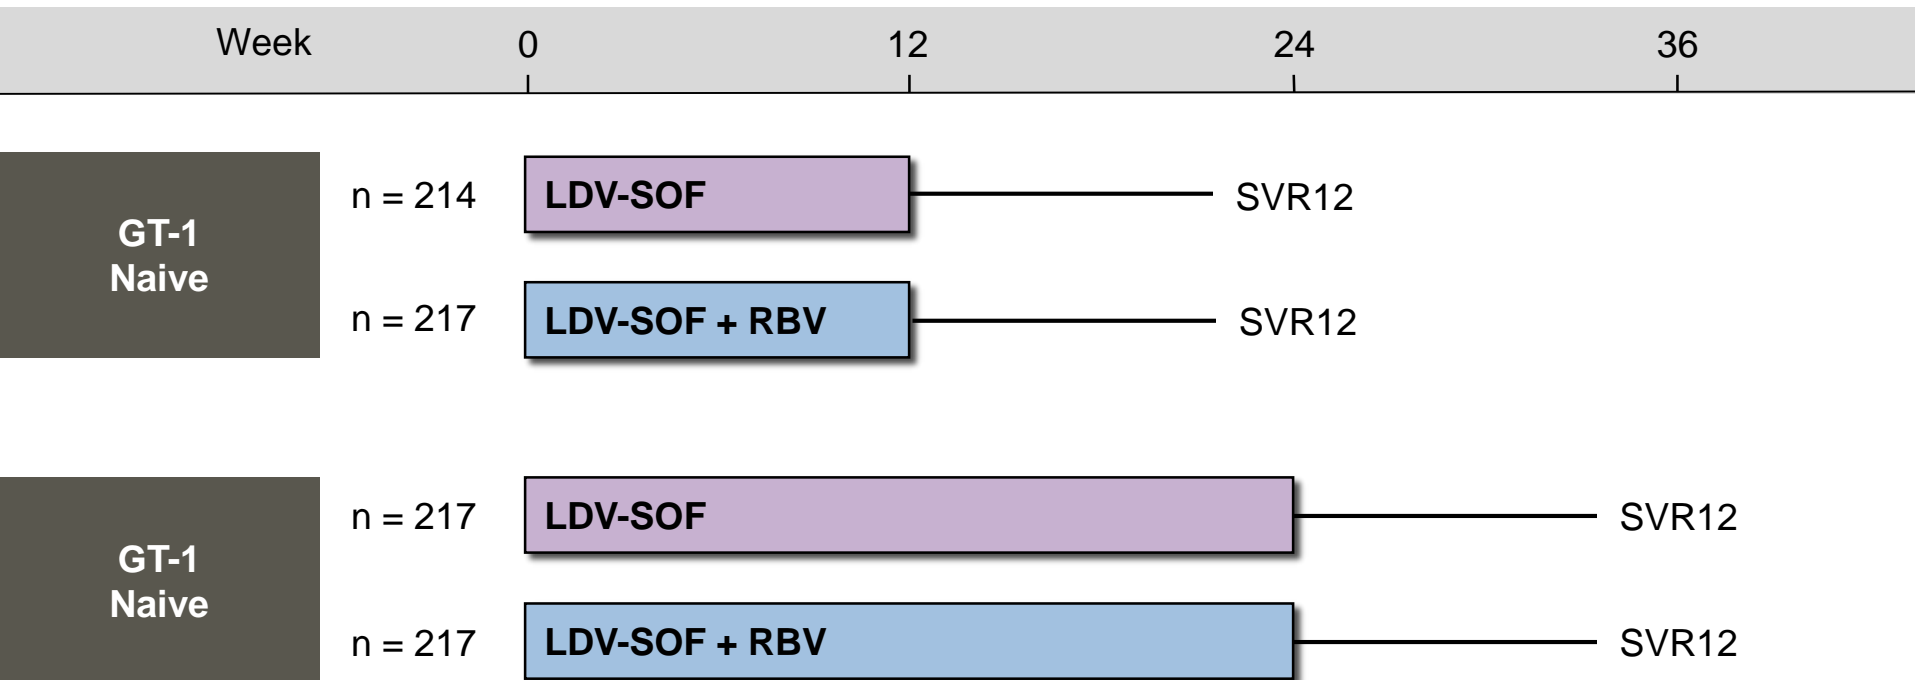 Week 0 12 24 36
GT-1
Naive
n = 214 LDV-SOF SVR12
n = 217 LDV-SOF + RBV SVR12
GT-1
Naive
n = 217 LDV-SOF SVR12
n = 217 LDV-SOF + RBV SVR12